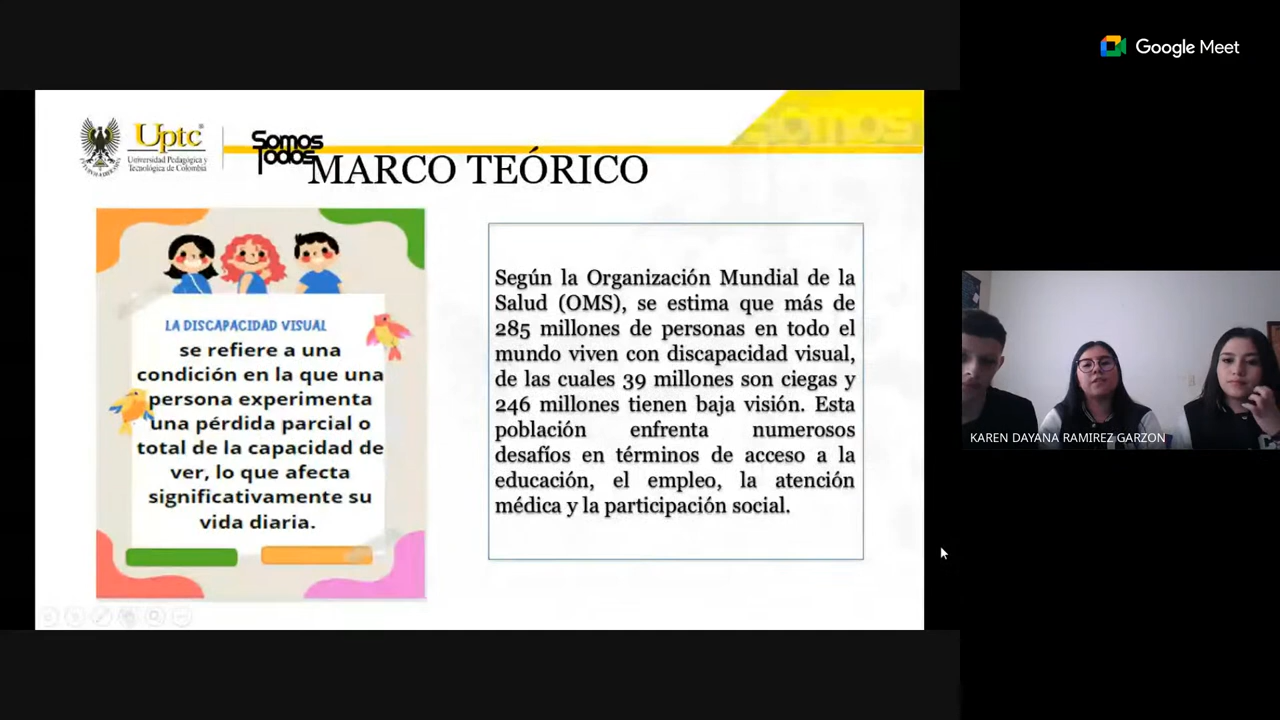 Google Meet
Uptc
Universidad Pedagógica y
Tecnológica de Colombia
Somos
Todos
somos
MARCO TEÓRICO
LA DISCAPACIDAD VISUAL
se refiere a una
condición en la que una
persona experimenta
una pérdida parcial o
total de la capacidad de
ver, lo que afecta
significativamente su
vida diaria.
Según la Organización Mundial de la
Salud (OMS), se estima que más de
285 millones de personas en todo el
mundo viven con discapacidad visual,
de las cuales 39 millones son ciegas y
246 millones tienen baja visión. Esta
población enfrenta numerosos
desafíos en términos de acceso a la
educación, el empleo, la atención
médica y la participación social.
KAREN DAYANA RAMIREZ GARZON